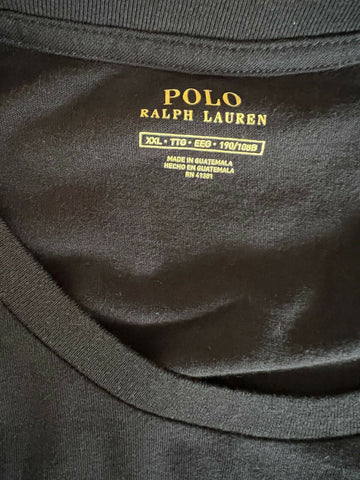 POLO
RALPH LAUREN
XXL • TTG • EEG • 190/108B
MADE IN GUATEMALA
HECHO EN GUATEMALA
RN 41381